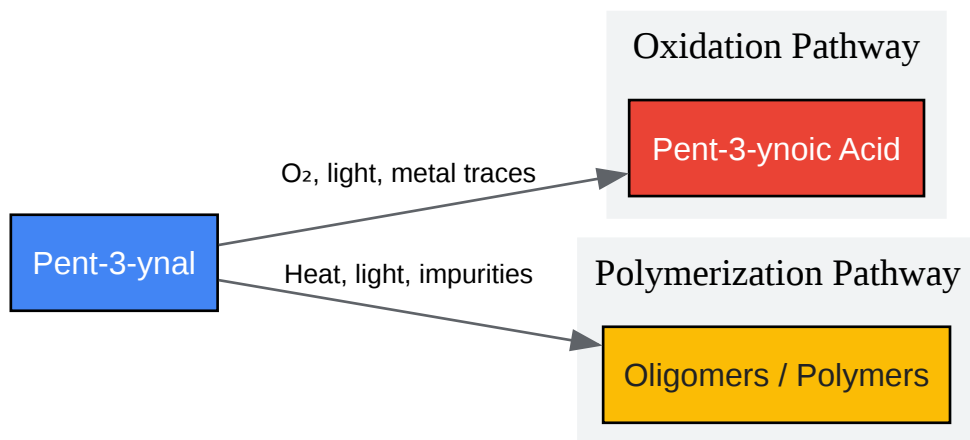 Oxidation Pathway
Pent-3-ynoic Acid
O₂, light, metal traces
Pent-3-ynal
Heat, light, impurities
Polymerization Pathway
Oligomers / Polymers